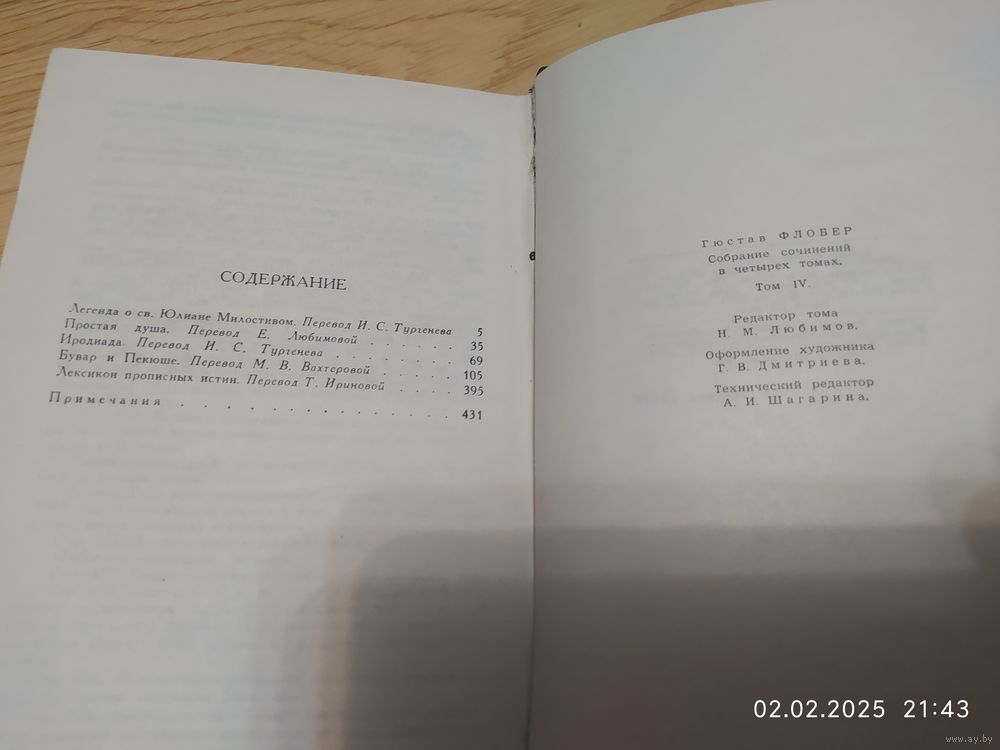 СОДЕРЖАНИЕ
Легенда о св. Юлиане Милостивом. Перевод И. С. Тургенева 5
Простая душа. Перевод Е. Любимовой . . . . . . 35
Иродиада. Перевод И. С. Тургенева . . . . . . . 69
Бувар и Пекюше. Перевод М. В. Вахтеровой . . . . . 105
Лексикон прописных истин. Перевод Т. Ириновой . . . . 395
Примечания . . . . . . . . . . . . . . 431
Гюстав ФЛОБЕР
Собрание сочинений
в четырех томах.
Том IV.
Редактор тома
Н. М. Любимов.
Оформление художника
Г. В. Дмитриева.
Технический редактор
А. И. Шагарина.
02.02.2025 21:43
www.ay.by